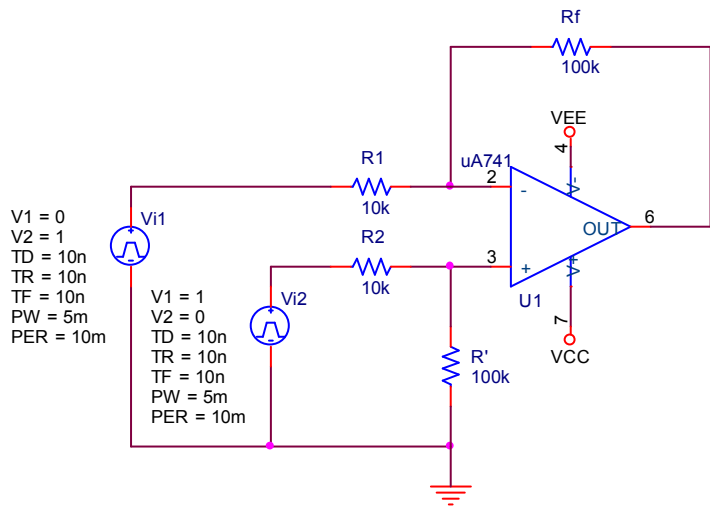 Rf
100k
VEE
4
V-
uA741
R1
10k
2
-
OUT
6
R2
10k
3
+
V+
U1
7
VCC
Vi1
V1 = 0
V2 = 1
TD = 10n
TR = 10n
TF = 10n
PW = 5m
PER = 10m
Vi2
V1 = 1
V2 = 0
TD = 10n
TR = 10n
TF = 10n
PW = 5m
PER = 10m
R'
100k